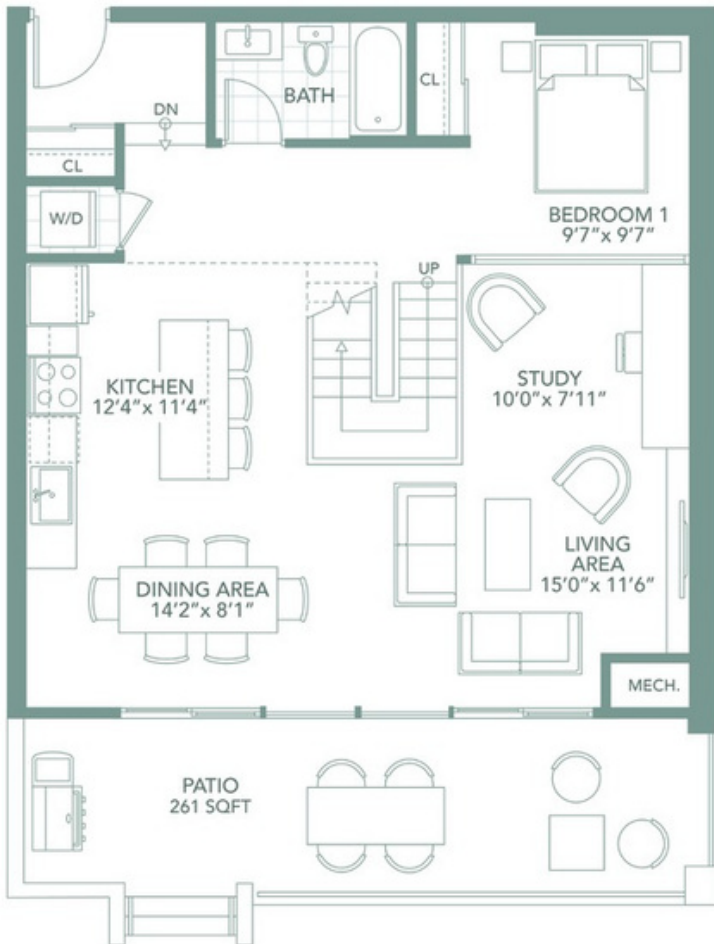 BATH
DN
CL
CL
W/D
BEDROOM 1
9'7" x 9'7"
UP
KITCHEN
12'4" x 11'4"
STUDY
10'0" x 7'11"
LIVING
AREA
15'0" x 11'6"
DINING AREA
14'2" x 8'1"
MECH.
PATIO
261 SQFT